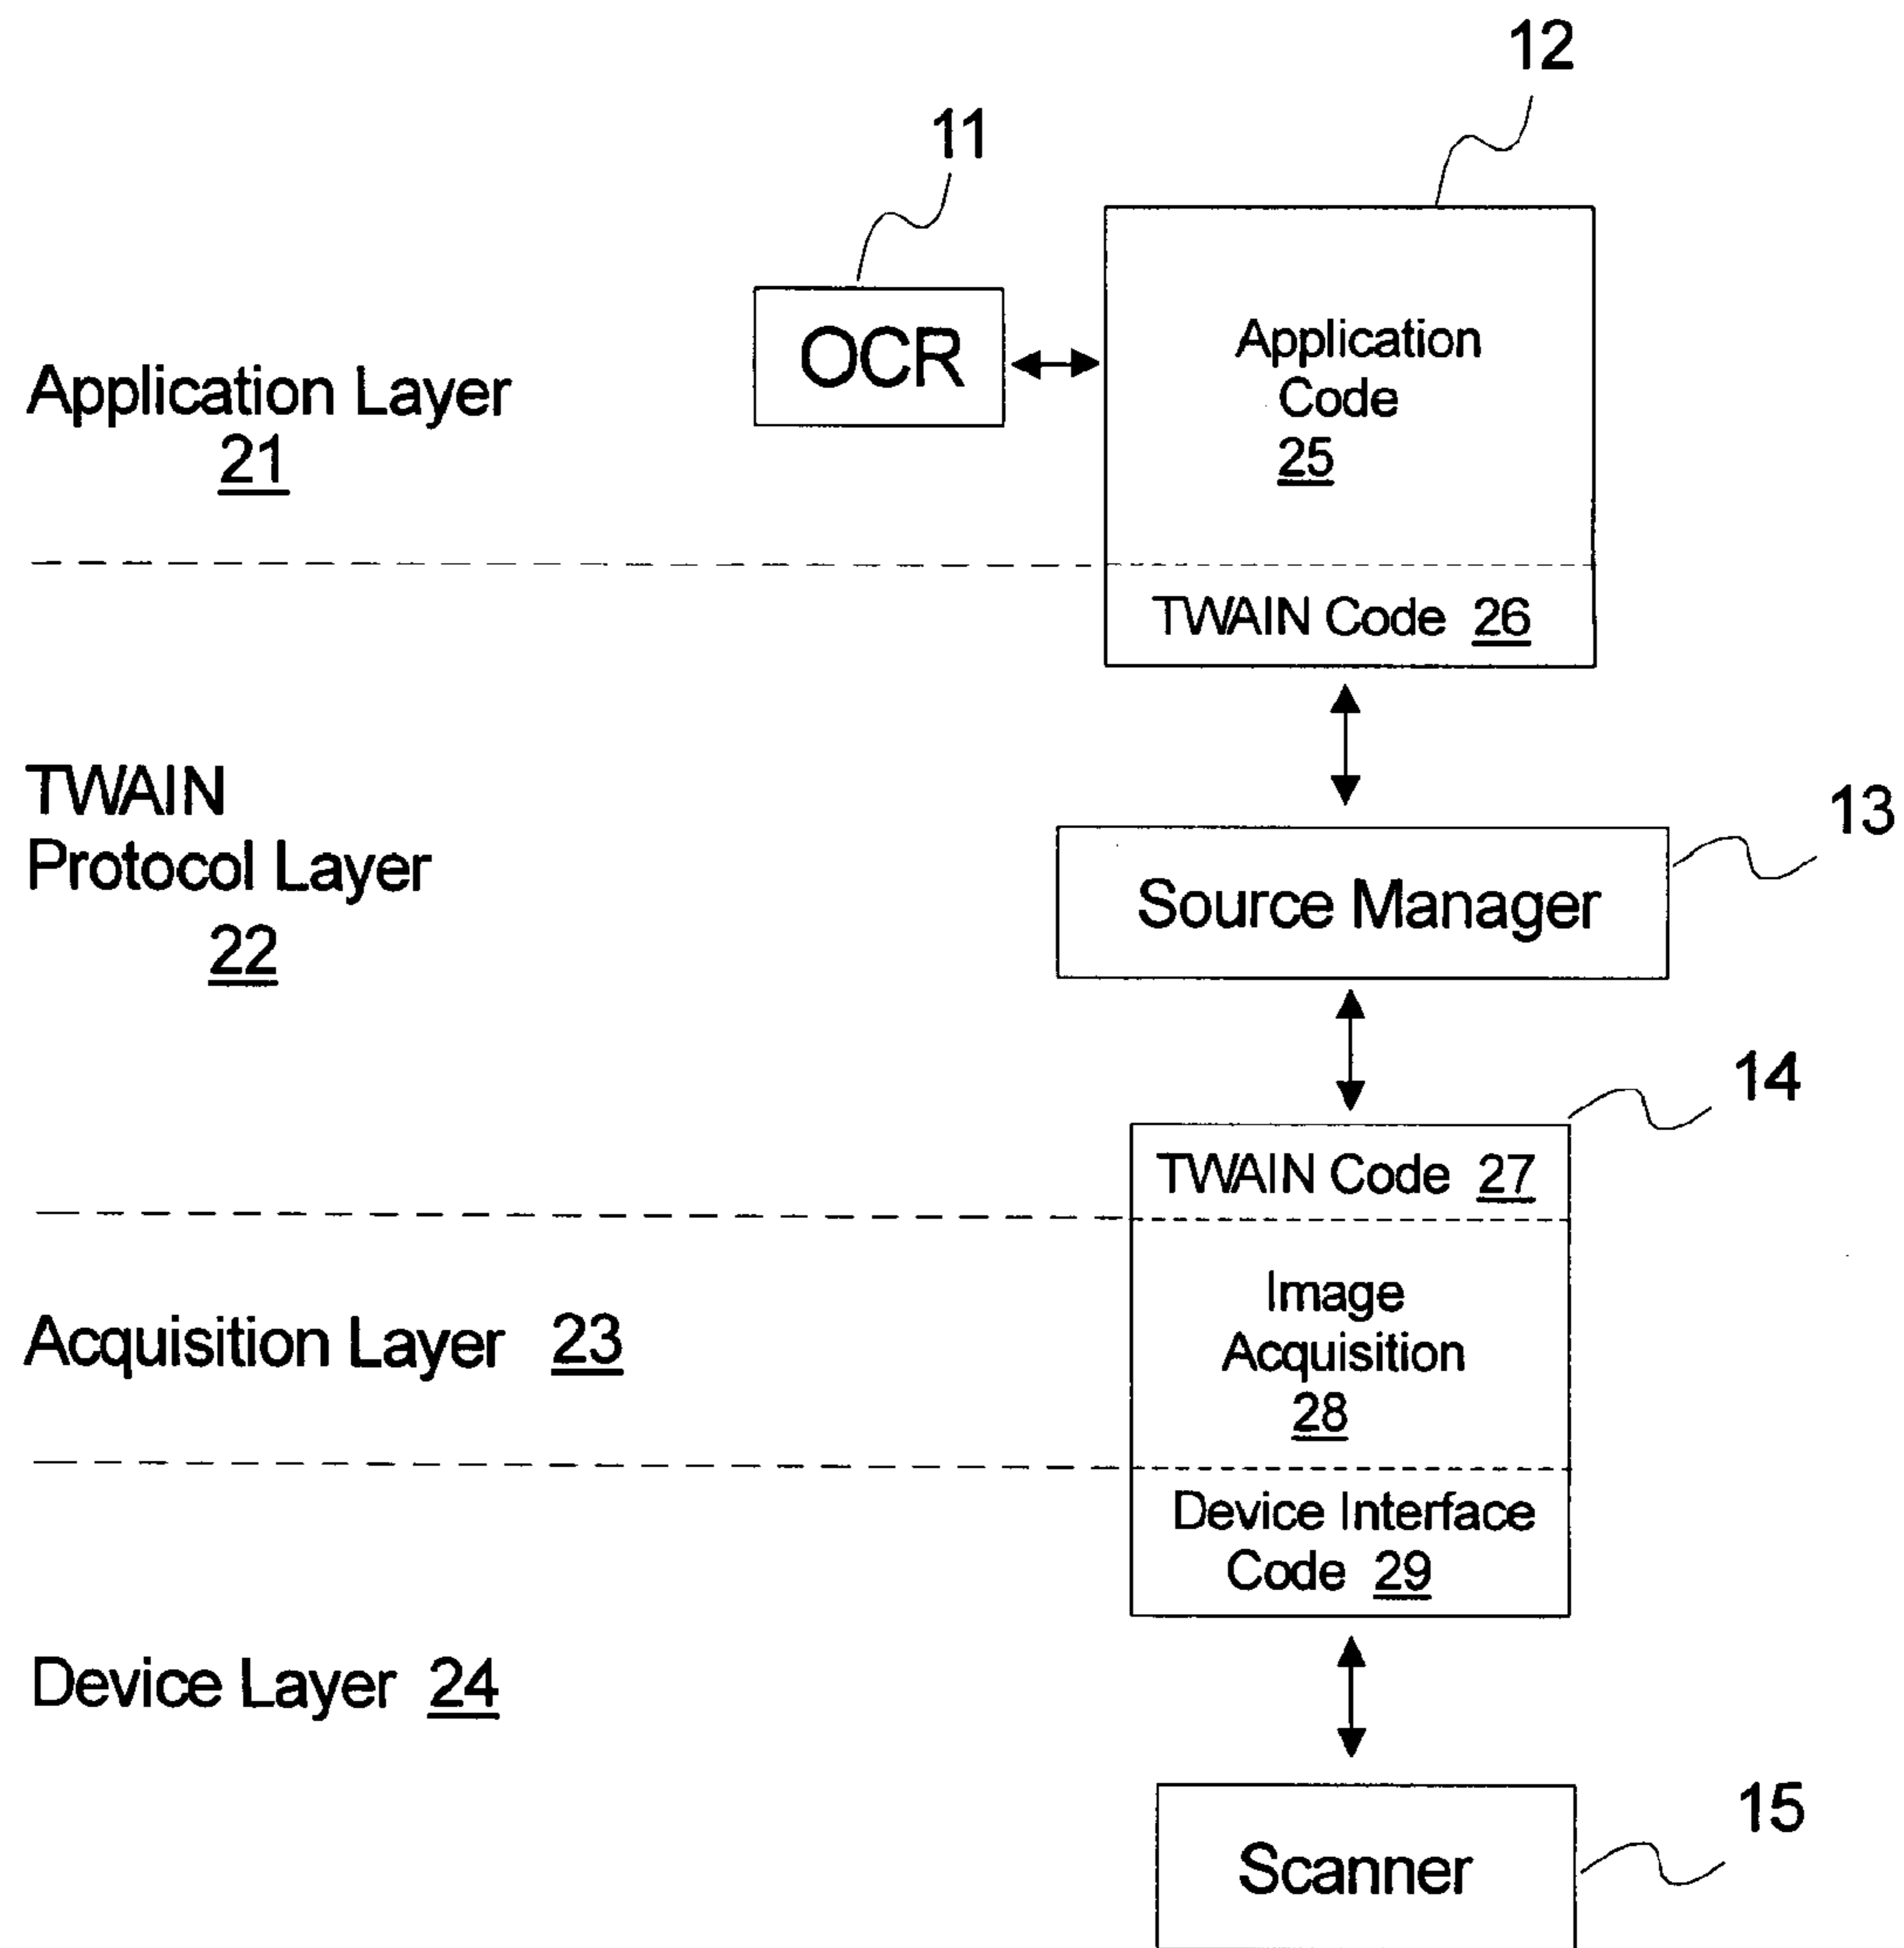 12
11
OCR
Application
Code
25
Application Layer
21
TWAIN Code 26
TWAIN
Protocol Layer
22
13
Source Manager
14
TWAIN Code 27
Image
Acquisition
28
Acquisition Layer 23
Device Interface
Code 29
Device Layer 24
15
Scanner